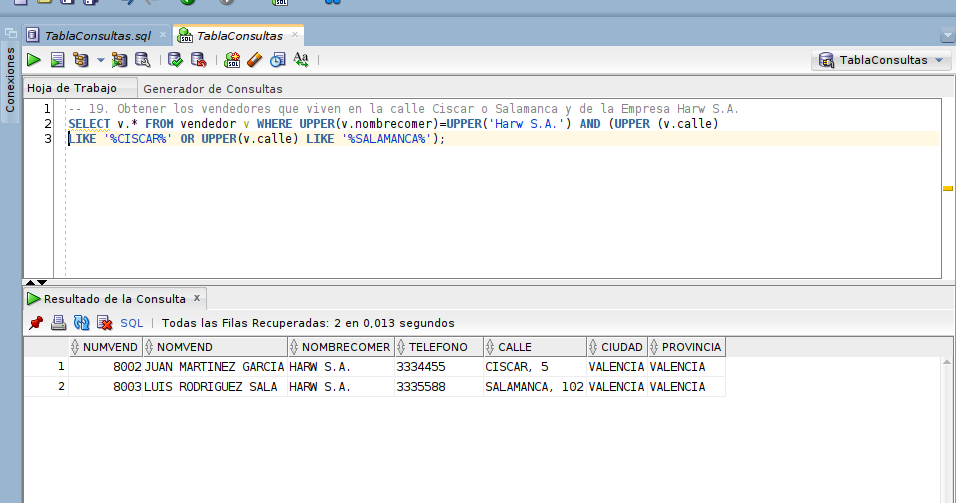 TablaConsultas.sql
TablaConsultas
TablaConsultas
Conexiones
Hoja de Trabajo
Generador de Consultas
1 -- 19. Obtener los vendedores que viven en la calle Ciscar o Salamanca y de la Empresa Harw S.A.
2 SELECT v.* FROM vendedor v WHERE UPPER(v.nombrecomer)=UPPER('Harw S.A.') AND (UPPER (v.calle)
3 LIKE '%CISCAR%' OR UPPER(v.calle) LIKE '%SALAMANCA%');
Resultado de la Consulta x
SQL | Todas las Filas Recuperadas: 2 en 0,013 segundos
NUMVEND NOMVEND NOMBRECOMER TELEFONO CALLE CIUDAD PROVINCIA
1 8002 JUAN MARTINEZ GARCIA HARW S.A. 3334455 CISCAR, 5 VALENCIA VALENCIA
2 8003 LUIS RODRIGUEZ SALA HARW S.A. 3335588 SALAMANCA, 102 VALENCIA VALENCIA